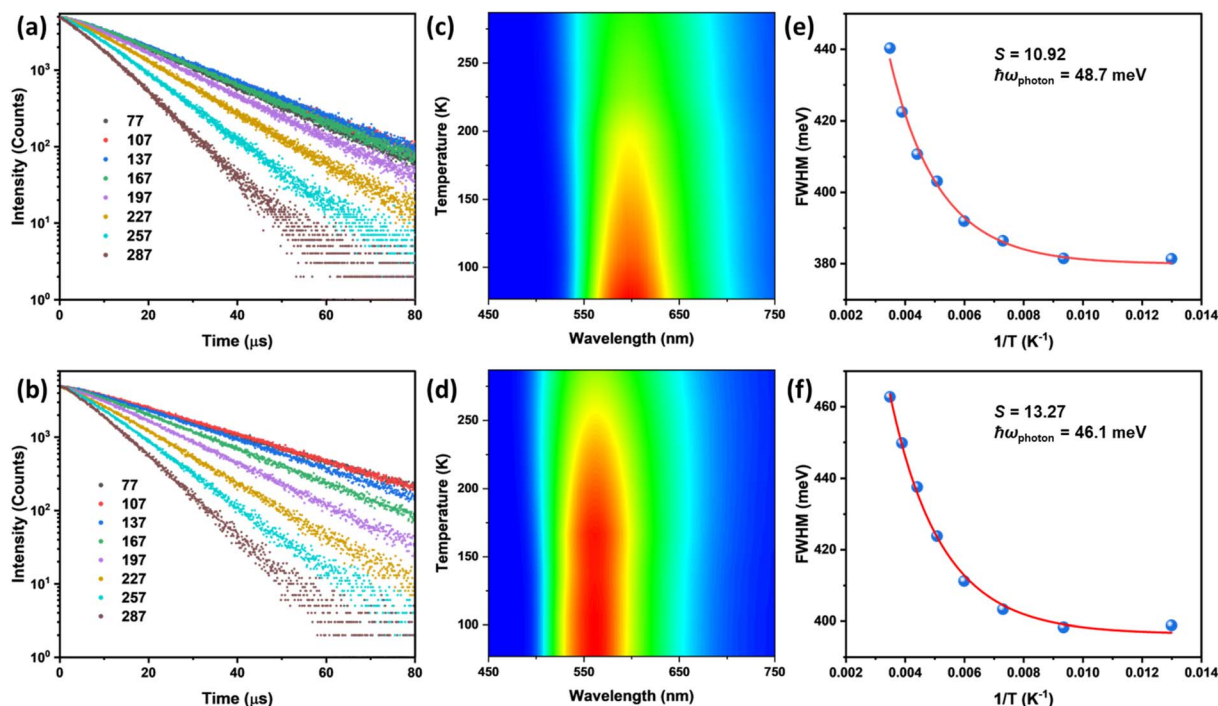 (a)
Intensity (Counts)
10³
10²
10¹
10⁰
77
107
137
167
197
227
257
287
0 20 40 60 80
Time (μs)
(c)
Temperature (K)
250
200
150
100
450 550 650 750
Wavelength (nm)
(e)
FWHM (meV)
440
420
400
380
360
S = 10.92
ℏω_photon = 48.7 meV
0.002 0.004 0.006 0.008 0.010 0.012 0.014
1/T (K⁻¹)
(b)
Intensity (Counts)
10³
10²
10¹
10⁰
77
107
137
167
197
227
257
287
0 20 40 60 80
Time (μs)
(d)
Temperature (K)
250
200
150
100
450 550 650 750
Wavelength (nm)
(f)
FWHM (meV)
460
440
420
400
S = 13.27
ℏω_photon = 46.1 meV
0.002 0.004 0.006 0.008 0.010 0.012 0.014
1/T (K⁻¹)